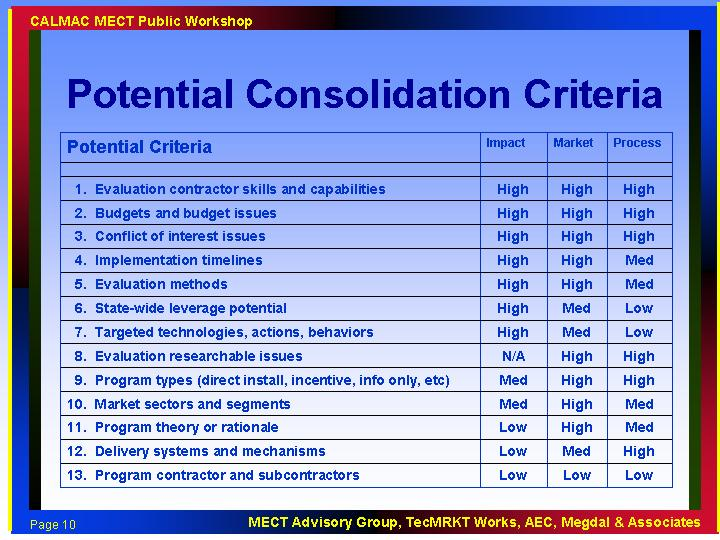 CALMAC MECT Public Workshop
Potential Consolidation Criteria
Potential Criteria Impact Market Process
1. Evaluation contractor skills and capabilities High High High
2. Budgets and budget issues High High High
3. Conflict of interest issues High High High
4. Implementation timelines High High Med
5. Evaluation methods High High Med
6. State-wide leverage potential High Med Low
7. Targeted technologies, actions, behaviors High Med Low
8. Evaluation researchable issues N/A High High
9. Program types (direct install, incentive, info only, etc) Med High High
10. Market sectors and segments Med High Med
11. Program theory or rationale Low High Med
12. Delivery systems and mechanisms Low Med High
13. Program contractor and subcontractors Low Low Low
Page 10 MECT Advisory Group, TecMRKT Works, AEC, Megdal & Associates